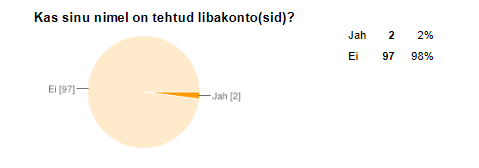 Kas sinu nimel on tehtud libakonto(sid)?
Jah 2 2%
Ei 97 98%
Ei [97]
Jah [2]